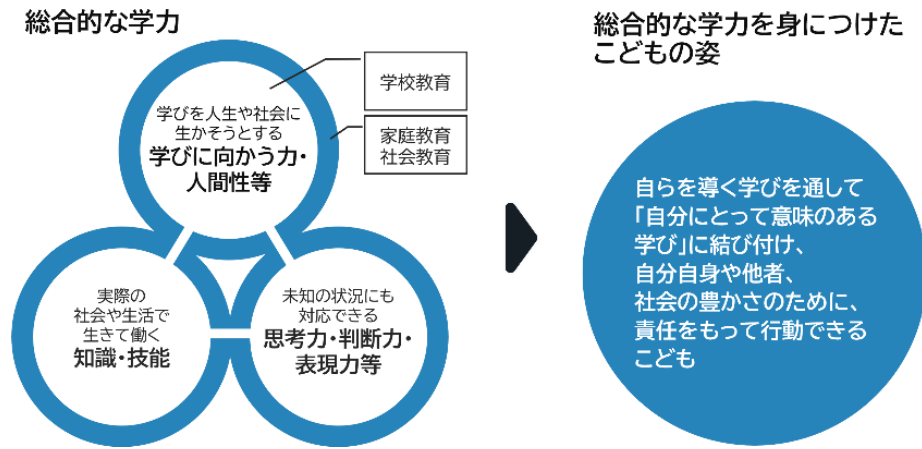 総合的な学力
学びを人生や社会に
生かそうとする
学びに向かう力・
人間性等
学校教育
家庭教育
社会教育
実際の
社会や生活で
生きて働く
知識・技能
未知の状況にも
対応できる
思考力・判断力・
表現力等
総合的な学力を身につけた
こどもの姿
自らを導く学びを通して
「自分にとって意味のある
学び」に結び付け、
自分自身や他者、
社会の豊かさのために、
責任をもって行動できる
こども